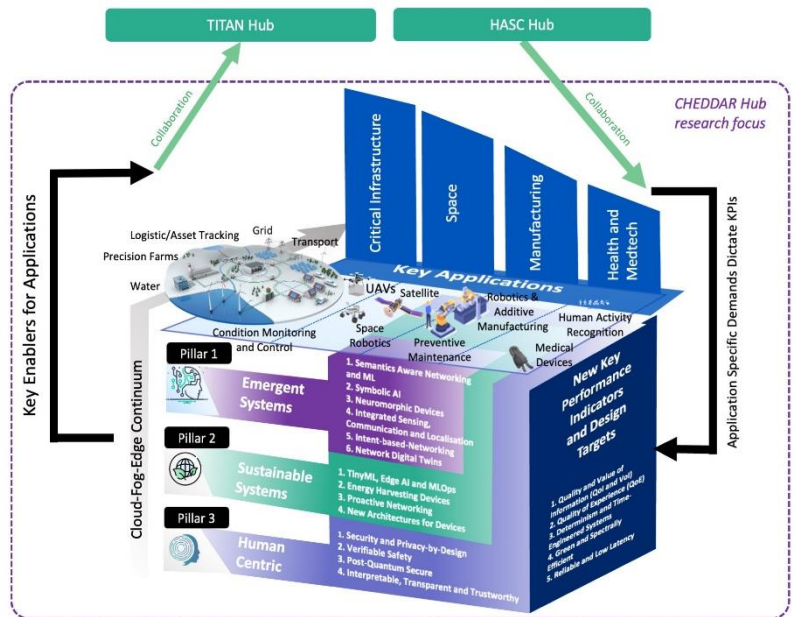 TITAN Hub
HASC Hub
Collaboration
Collaboration
CHEDDAR Hub
research focus
Key Enablers for Applications
Application Specific Demands Dictate KPIs
Critical Infrastructure
Space
Manufacturing
Health and
Medtech
Key Applications
Logistic/Asset Tracking
Grid
Transport
Precision Farms
Water
Condition Monitoring
and Control
UAVs
Satellite
Space
Robotics
Robotics &
Additive
Manufacturing
Preventive
Maintenance
Human Activity
Recognition
Medical
Devices
Cloud-Fog-Edge Continuum
Pillar 1
Emergent
Systems
1. Semantics Aware Networking
and ML
2. Symbolic AI
3. Neuromorphic Devices
4. Integrated Sensing,
Communication and Localisation
5. Intent-based-Networking
6. Network Digital Twins
Pillar 2
Sustainable
Systems
1. TinyML, Edge AI and MLOps
2. Energy Harvesting Devices
3. Proactive Networking
4. New Architectures for Devices
Pillar 3
Human
Centric
1. Security and Privacy-by-Design
2. Verifiable Safety
3. Post-Quantum Secure
4. Interpretable, Transparent and Trustworthy
New Key
Performance
Indicators
and Design
Targets
1. Quality and Value of
Information (QoI and VoI)
2. Quality of Experience (QoE)
3. Determinism and Time-
Engineered Systems
4. Green and Spectrally
Efficient
5. Reliable and Low Latency